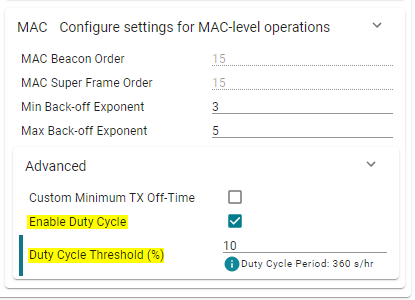 MAC Configure settings for MAC-level operations
MAC Beacon Order 15
MAC Super Frame Order 15
Min Back-off Exponent 3
Max Back-off Exponent 5
Advanced
Custom Minimum TX Off-Time
Enable Duty Cycle
Duty Cycle Threshold (%) 10
Duty Cycle Period: 360 s/hr